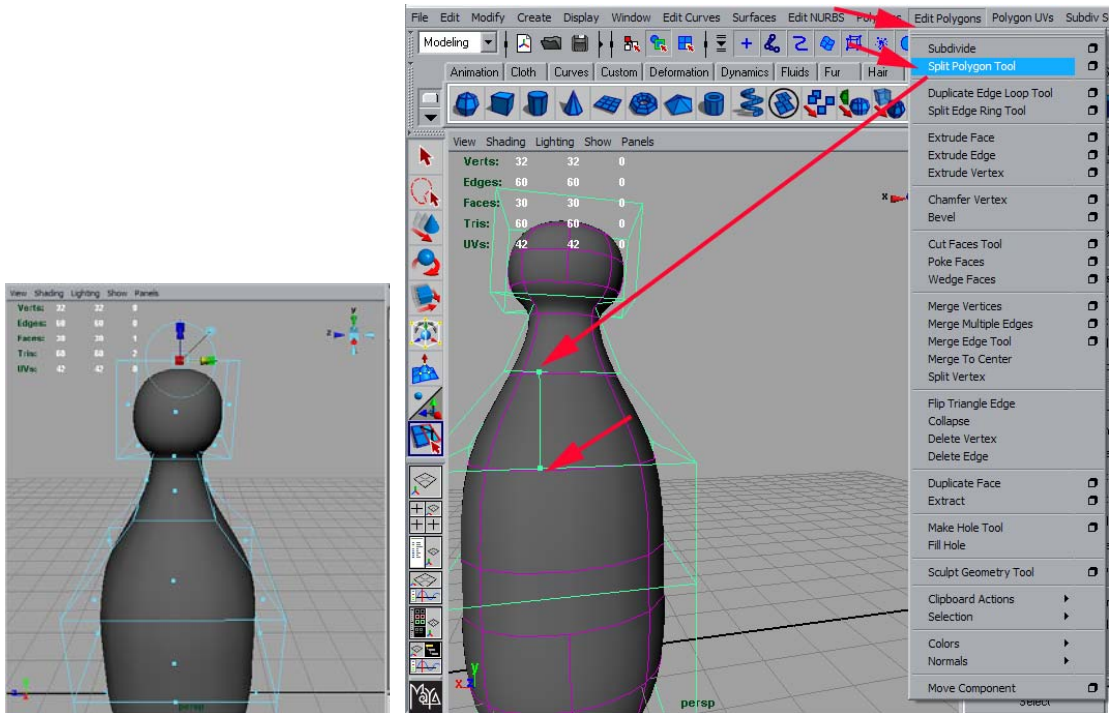 View Shading Lighting Show Panels
Verts: 32 32 0
Edges: 60 60 0
Faces: 30 30 1
Tris: 60 60 2
UVs: 42 42 0
y
z
persp
File Edit Modify Create Display Window Edit Curves Surfaces Edit NURBS Edit Polygons Polygon UVs Subdiv S
Modeling
Animation Cloth Curves Custom Deformation Dynamics Fluids Fur Hair
View Shading Lighting Show Panels
Verts: 32 32 0
Edges: 60 60 0
Faces: 30 30 0
Tris: 60 60 0
UVs: 42 42 0
x
y
x z
persp
MAYA
Subdivide
Split Polygon Tool
Duplicate Edge Loop Tool
Split Edge Ring Tool
Extrude Face
Extrude Edge
Extrude Vertex
Chamfer Vertex
Bevel
Cut Faces Tool
Poke Faces
Wedge Faces
Merge Vertices
Merge Multiple Edges
Merge Edge Tool
Merge To Center
Split Vertex
Flip Triangle Edge
Collapse
Delete Vertex
Delete Edge
Duplicate Face
Extract
Make Hole Tool
Fill Hole
Sculpt Geometry Tool
Clipboard Actions
Selection
Colors
Normals
Move Component
Select